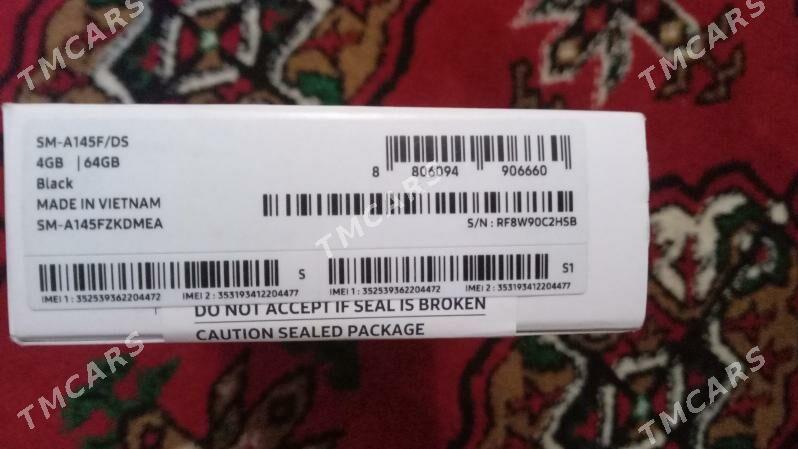 SM-A145F/DS
4GB | 64GB
Black
MADE IN VIETNAM
SM-A145FZKDMEA
8 806094 906660
S/N : RF8W90C2HSB
S
S1
IMEI 1 : 352539362204472 IMEI 2 : 353193412204477
IMEI 1 : 352539362204472 IMEI 2 : 353193412204477
DO NOT ACCEPT IF SEAL IS BROKEN
CAUTION SEALED PACKAGE
TMCARS
TMCARS
TMCARS
TMCARS
TMCARS